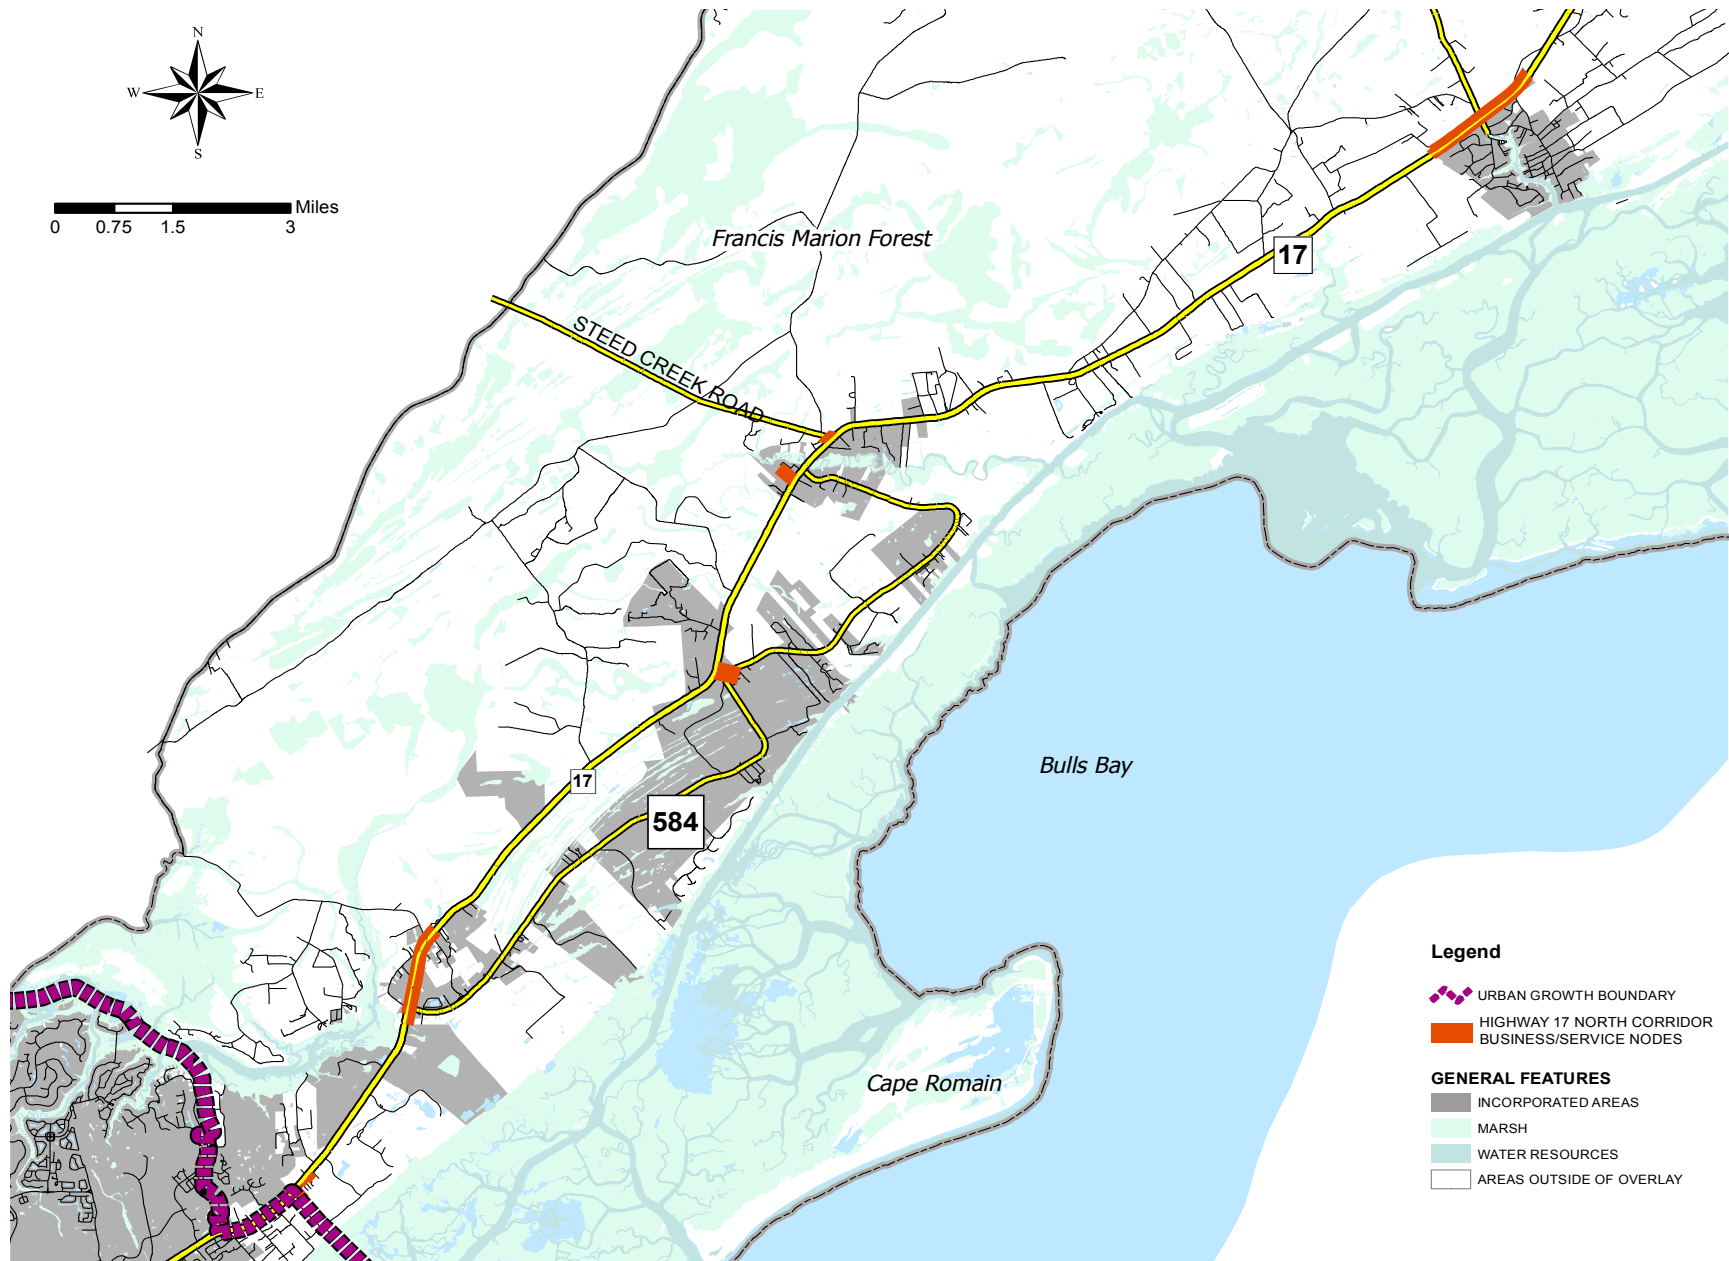 N
W E
S
Miles
0 0.75 1.5 3
Francis Marion Forest
17
STEED CREEK ROAD
Bulls Bay
17
584
Cape Romain
Legend
URBAN GROWTH BOUNDARY
HIGHWAY 17 NORTH CORRIDOR
BUSINESS/SERVICE NODES
GENERAL FEATURES
INCORPORATED AREAS
MARSH
WATER RESOURCES
AREAS OUTSIDE OF OVERLAY